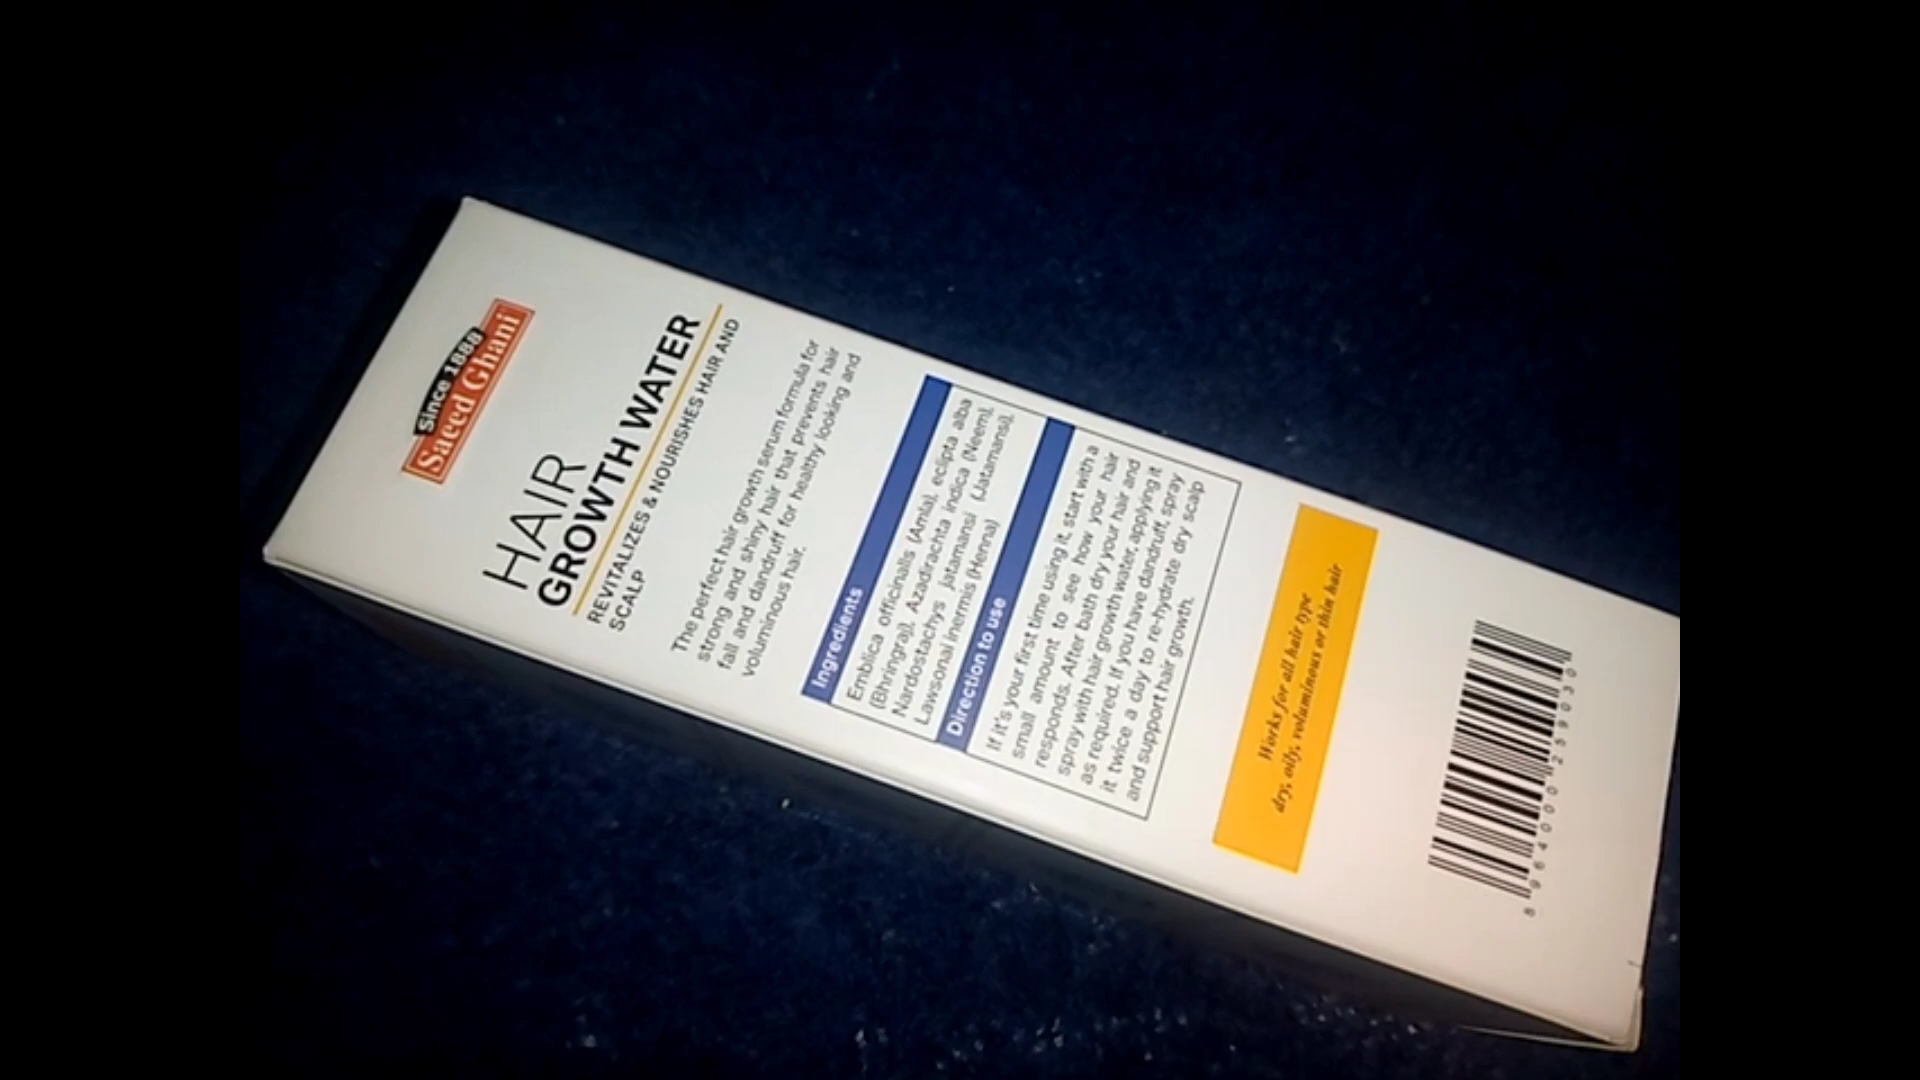 Since 1888
Saeed Ghani
HAIR
GROWTH WATER
REVITALIZES & NOURISHES HAIR AND
SCALP
The perfect hair growth serum formula for
strong and shiny hair that prevents hair
fall and dandruff for healthy looking and
voluminous hair.
Ingredients
Emblica officinalis (Amla), eclipta alba
(Bhringraj), Azadirachta indica (Neem),
Nardostachys jatamansi (Jatamansi),
Lawsonal inermis (Henna)
Direction to use
If it's your first time using it, start with a
small amount to see how your hair
responds. After bath dry your hair and
spray with hair growth water, applying it
as required. If you have dandruff, spray
it twice a day to re-hydrate dry scalp
and support hair growth.
Works for all hair type
dry, oily, voluminous or thin hair
8964000259030